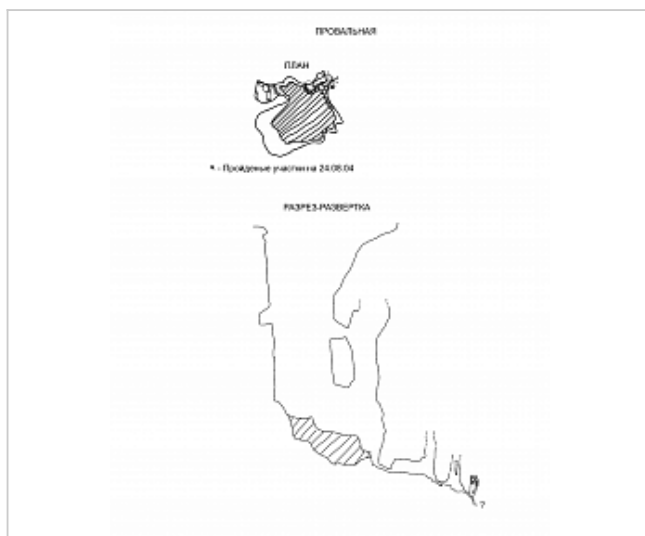 ПРОВАЛЬНАЯ
ПЛАН
- Пройденые участки на 24.08.04
РАЗРЕЗ-РАЗВЕРТКА
?